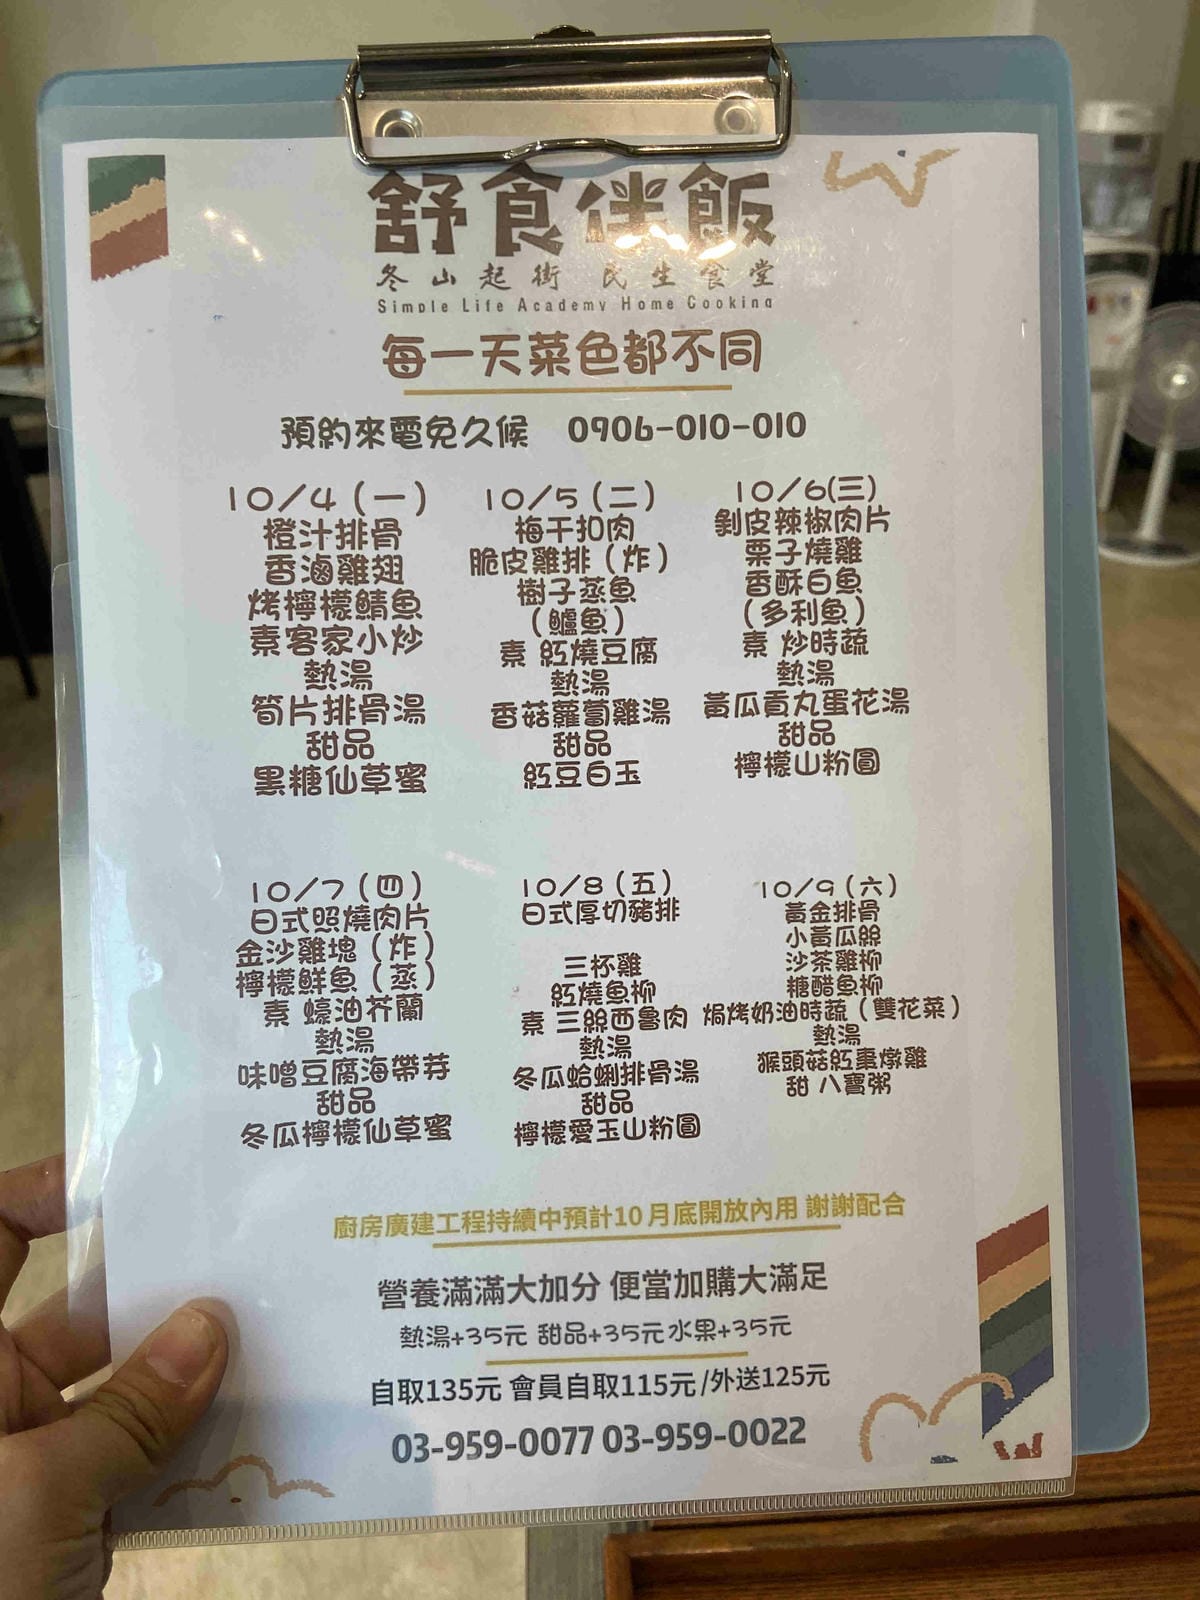 舒食伴飯
冬山起街 民生食堂
Simple Life Academy Home Cooking
每一天菜色都不同
預約來電免久候 0906-010-010
10/4(一)
橙汁排骨
香滷雞翅
烤檸檬鯖魚
素客家小炒
熱湯
筍片排骨湯
甜品
黑糖仙草蜜
10/5(二)
梅干扣肉
脆皮雞排(炸)
樹子蒸魚
(鱸魚)
素 紅燒豆腐
熱湯
香菇蘿蔔雞湯
甜品
紅豆白玉
10/6(三)
剝皮辣椒肉片
栗子燒雞
香酥白魚
(多利魚)
素 炒時蔬
熱湯
黃瓜貢丸蛋花湯
甜品
檸檬山粉圓
10/7(四)
日式照燒肉片
金沙雞塊(炸)
檸檬鮮魚(蒸)
素 蠔油芥蘭
熱湯
味噌豆腐海帶芽
甜品
冬瓜檸檬仙草蜜
10/8(五)
日式厚切豬排
三杯雞
紅燒魚柳
素 三絲西魯肉
熱湯
冬瓜蛤蜊排骨湯
甜品
檸檬愛玉山粉圓
10/9(六)
黃金排骨
小黃瓜絲
沙茶雞柳
糖醋魚柳
焗烤奶油時蔬(雙花菜)
熱湯
猴頭菇紅棗燉雞
甜 八寶粥
廚房廣建工程持續中預計10月底開放內用 謝謝配合
營養滿滿大加分 便當加購大滿足
熱湯+35元 甜品+35元水果+35元
自取135元 會員自取115元/外送125元
03-959-0077 03-959-0022